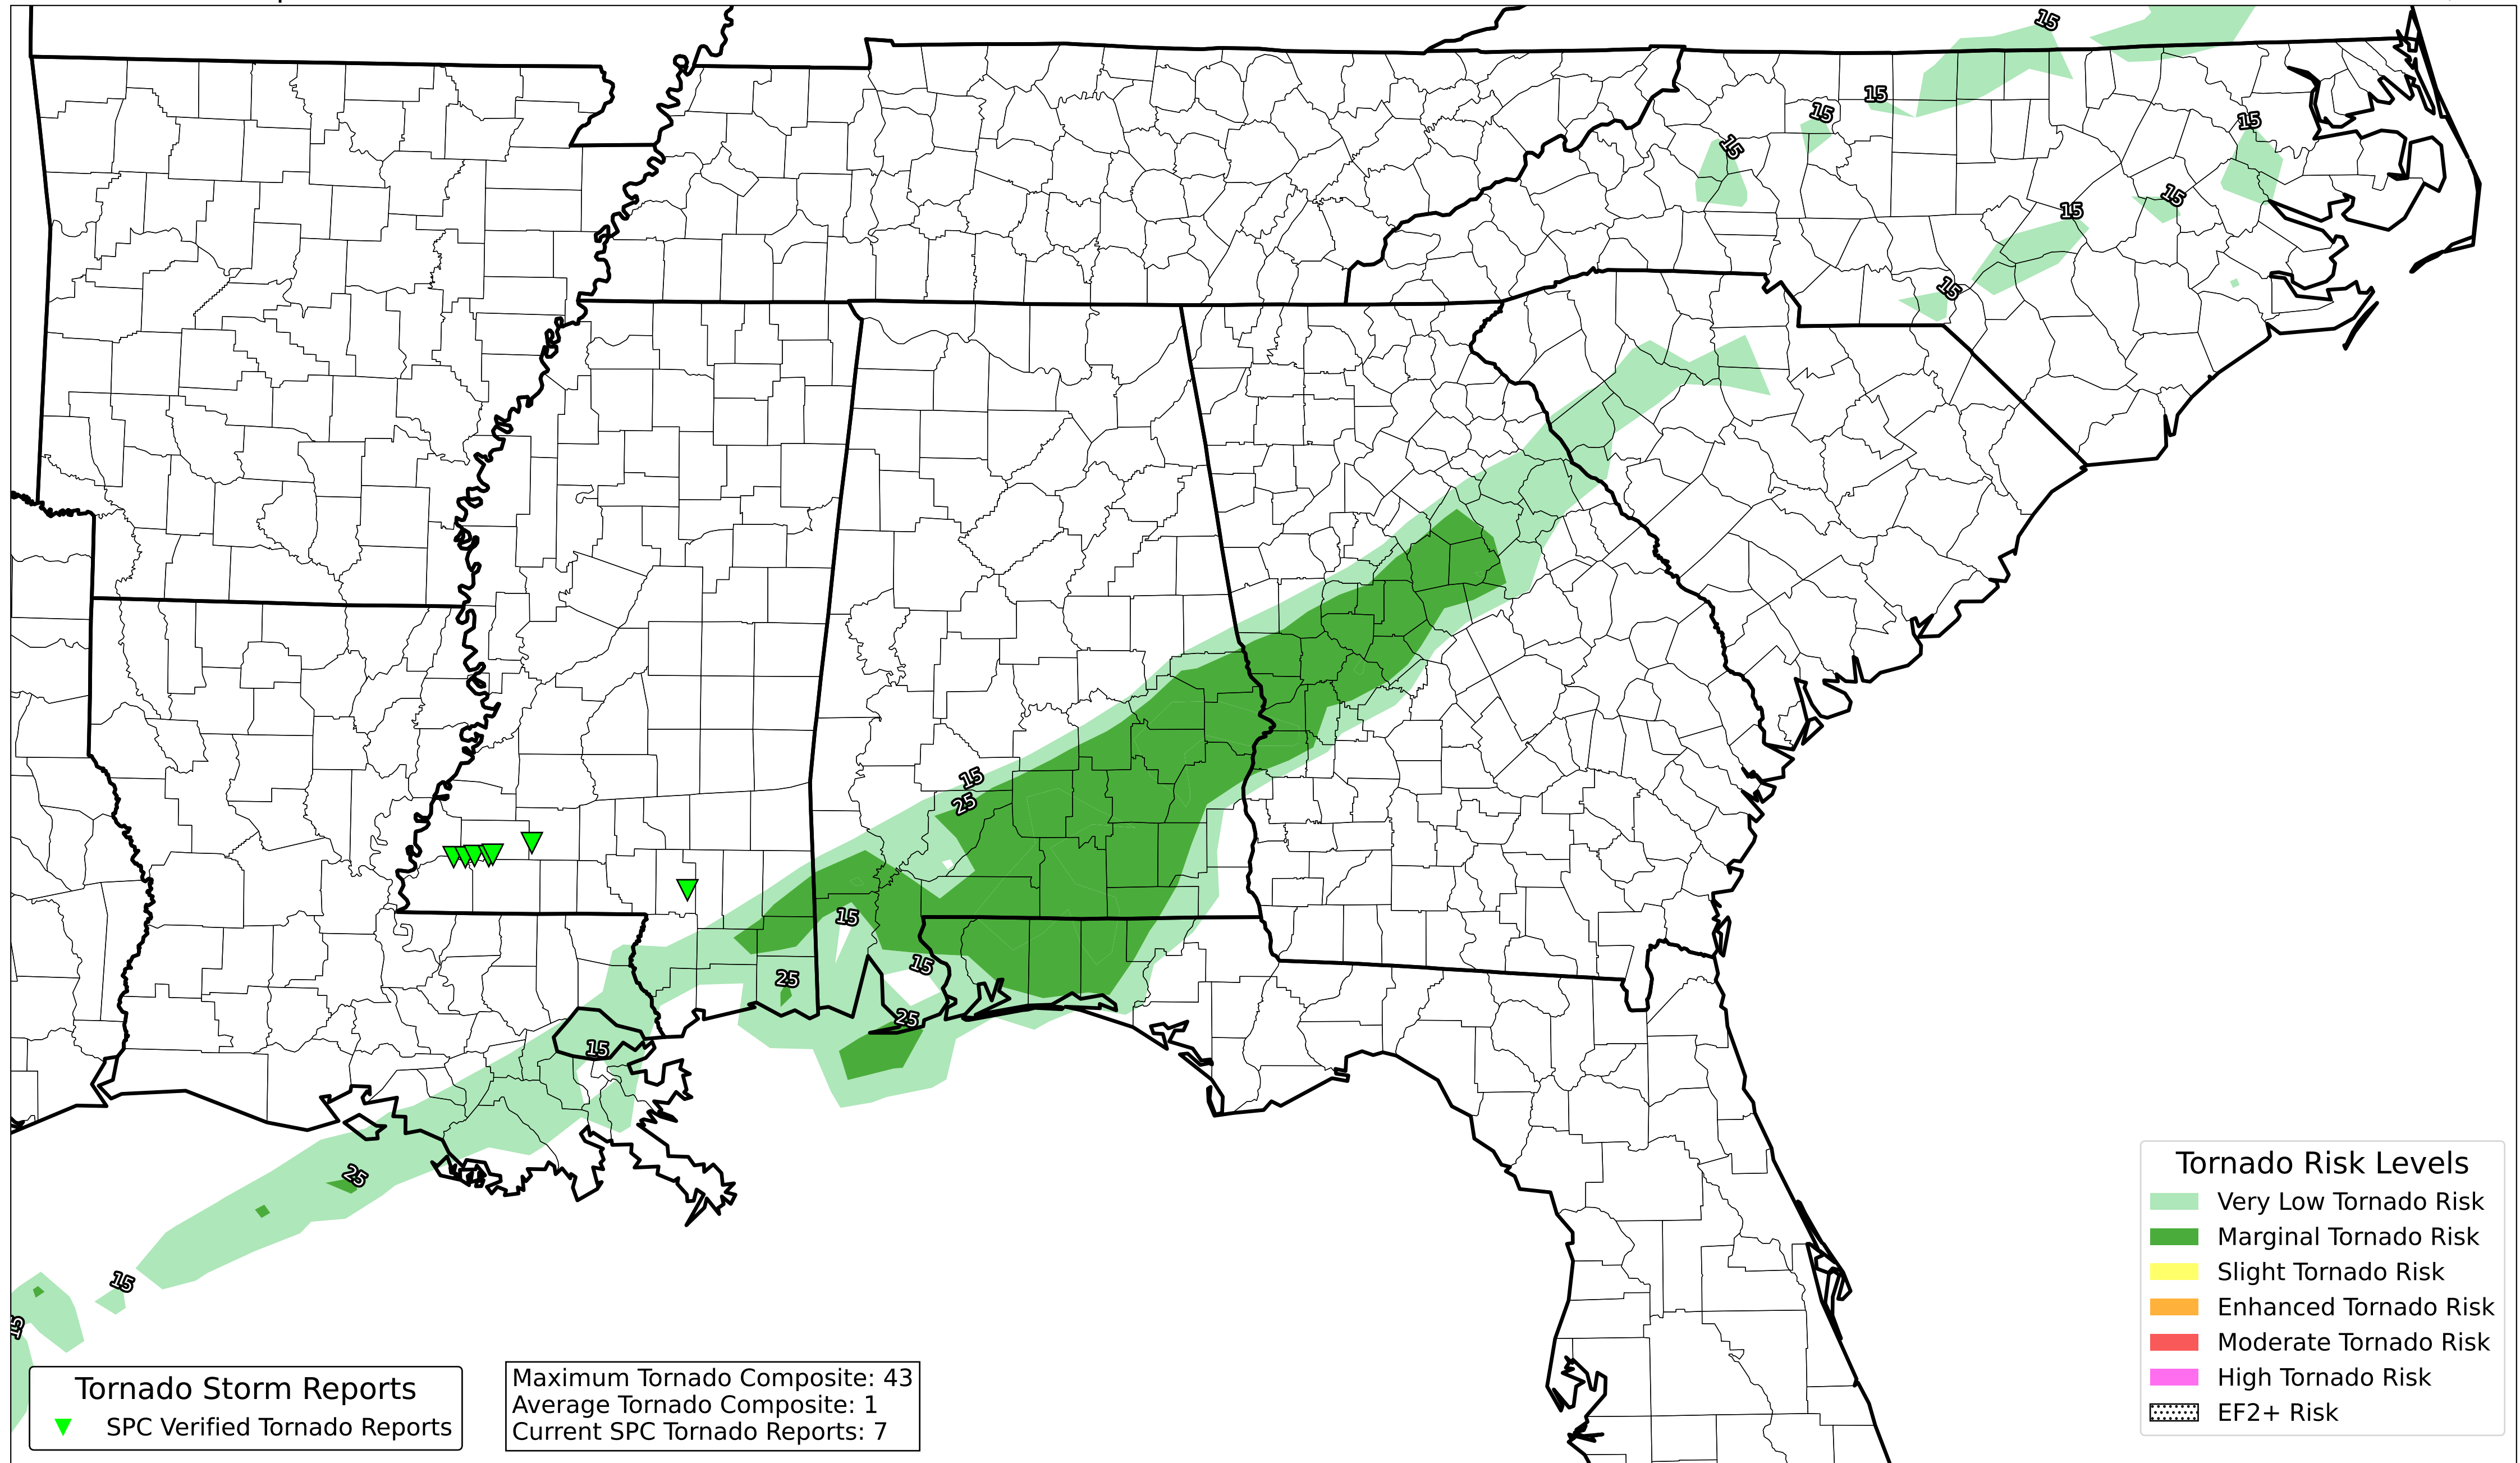 15
15
15
15
15
15
15
15
15
15
25
15
15
25
25
15
25
15
15
Tornado Risk Levels
Very Low Tornado Risk
Marginal Tornado Risk
Slight Tornado Risk
Enhanced Tornado Risk
Moderate Tornado Risk
High Tornado Risk
EF2+ Risk
Tornado Storm Reports
SPC Verified Tornado Reports
Maximum Tornado Composite: 43
Average Tornado Composite: 1
Current SPC Tornado Reports: 7